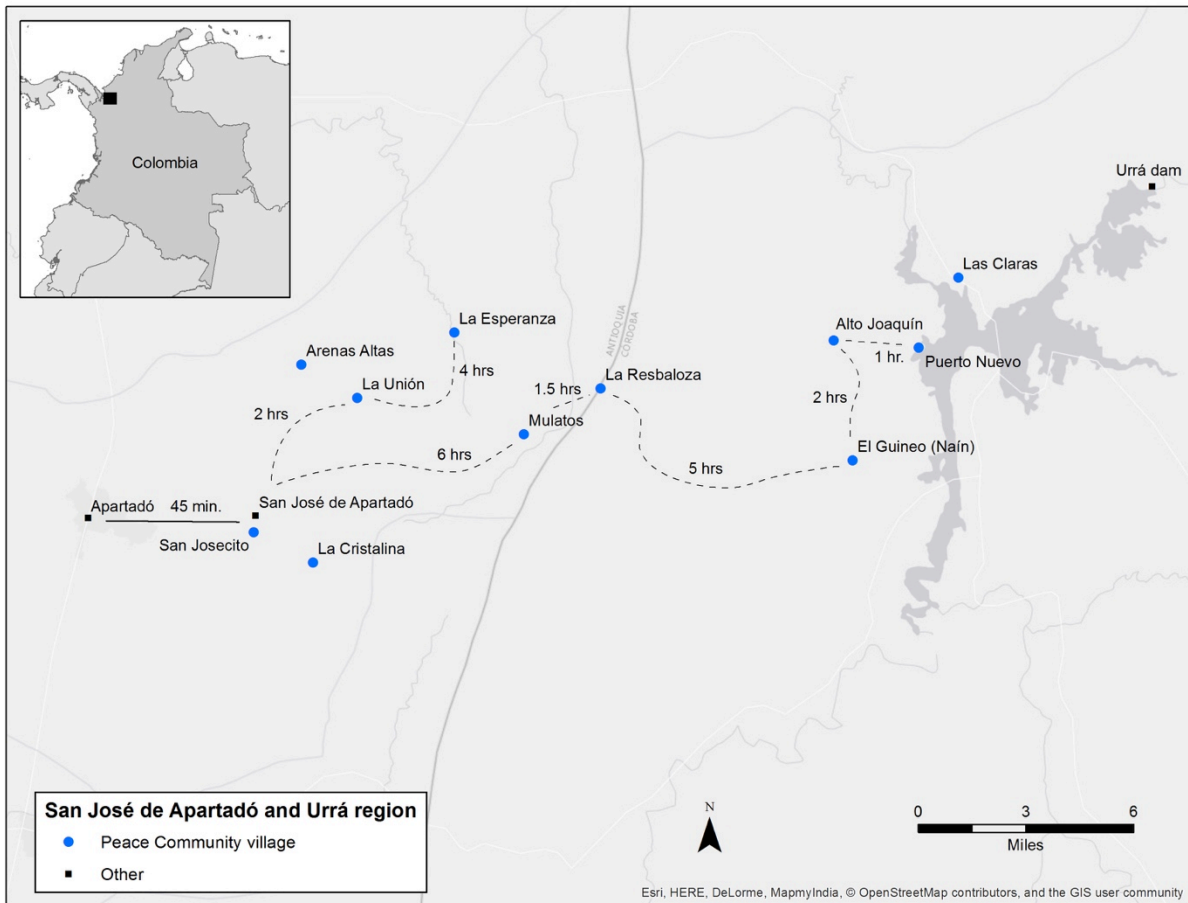 Colombia
Urrá dam
Las Claras
La Esperanza
ANTIOQUIA
CÓRDOBA
Alto Joaquín
Arenas Altas
1 hr.
Puerto Nuevo
4 hrs
La Resbaloza
La Unión
1.5 hrs
2 hrs
2 hrs
Mulatos
El Guineo (Naín)
6 hrs
5 hrs
Apartadó
45 min.
San José de Apartadó
San Josecito
La Cristalina
San José de Apartadó and Urrá region
Peace Community village
Other
N
0 3 6
Miles
Esri, HERE, DeLorme, MapmyIndia, © OpenStreetMap contributors, and the GIS user community